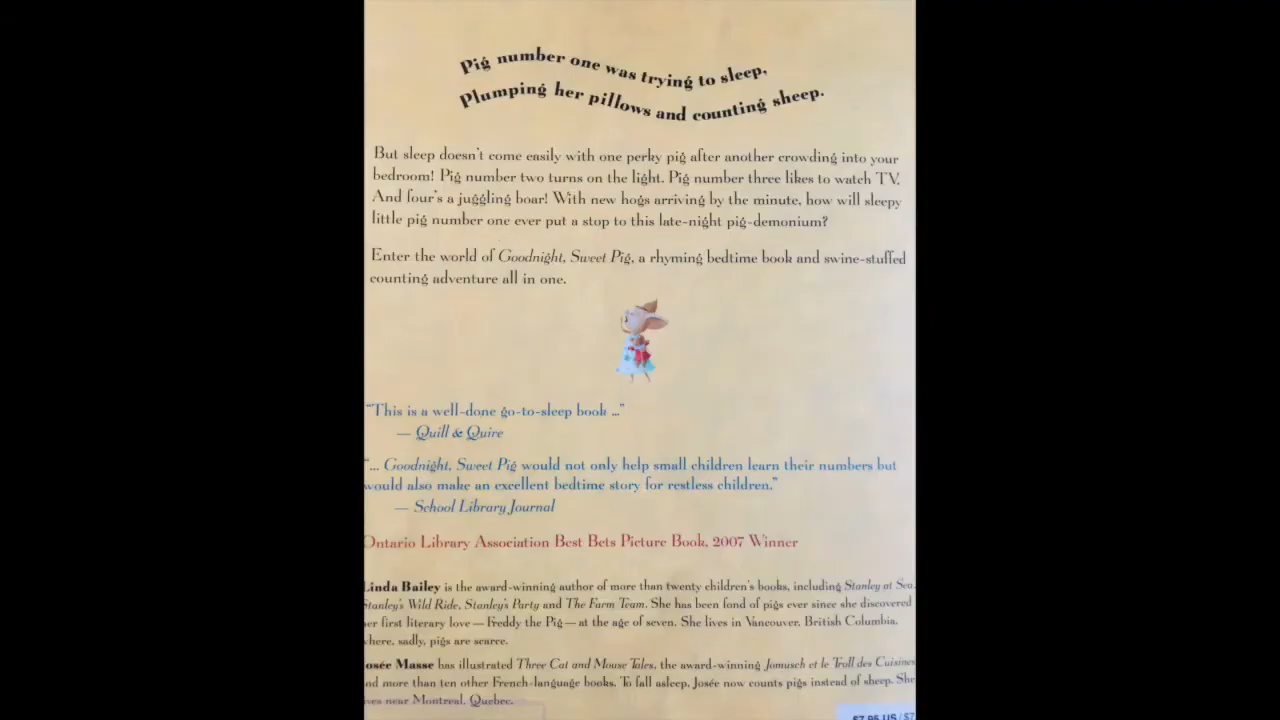 Pig number one was trying to sleep,
Plumping her pillows and counting sheep.
But sleep doesn't come easily with one perky pig after another crowding into your
bedroom! Pig number two turns on the light. Pig number three likes to watch TV.
And four's a juggling boar! With new hogs arriving by the minute, how will sleepy
little pig number one ever put a stop to this late-night pig-demonium?
Enter the world of Goodnight, Sweet Pig, a rhyming bedtime book and swine-stuffed
counting adventure all in one.
"This is a well-done go-to-sleep book ..."
— Quill & Quire
"... Goodnight, Sweet Pig would not only help small children learn their numbers but
would also make an excellent bedtime story for restless children."
— School Library Journal
Ontario Library Association Best Bets Picture Book, 2007 Winner
Linda Bailey is the award-winning author of more than twenty children's books, including Stanley at Sea,
Stanley's Wild Ride, Stanley's Party and The Farm Team. She has been fond of pigs ever since she discovered
her first literary love — Freddy the Pig — at the age of seven. She lives in Vancouver, British Columbia,
where, sadly, pigs are scarce.
Josée Masse has illustrated Three Cat and Mouse Tales, the award-winning Jomusch et le Troll des Cuisines
and more than ten other French-language books. To fall asleep, Josée now counts pigs instead of sheep. She
lives near Montreal, Quebec.
$7.95 US / $7